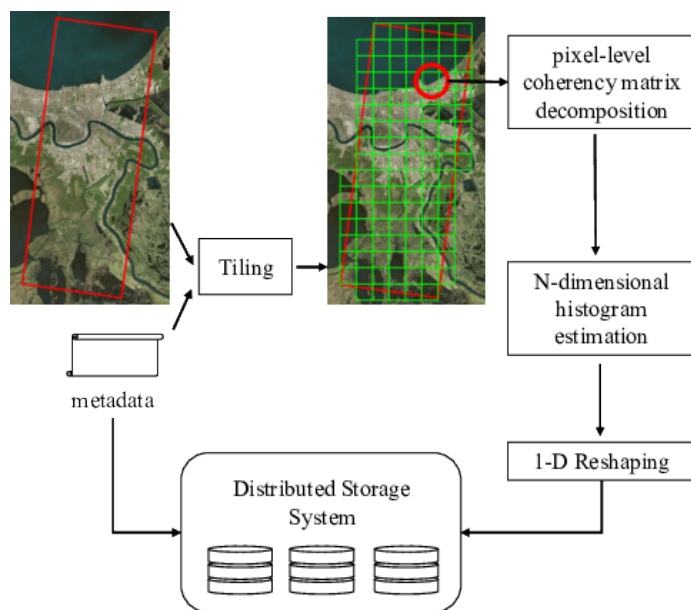 pixel-level
coherency matrix
decomposition
Tiling
N-dimensional
histogram
estimation
metadata
1-D Reshaping
Distributed Storage
System